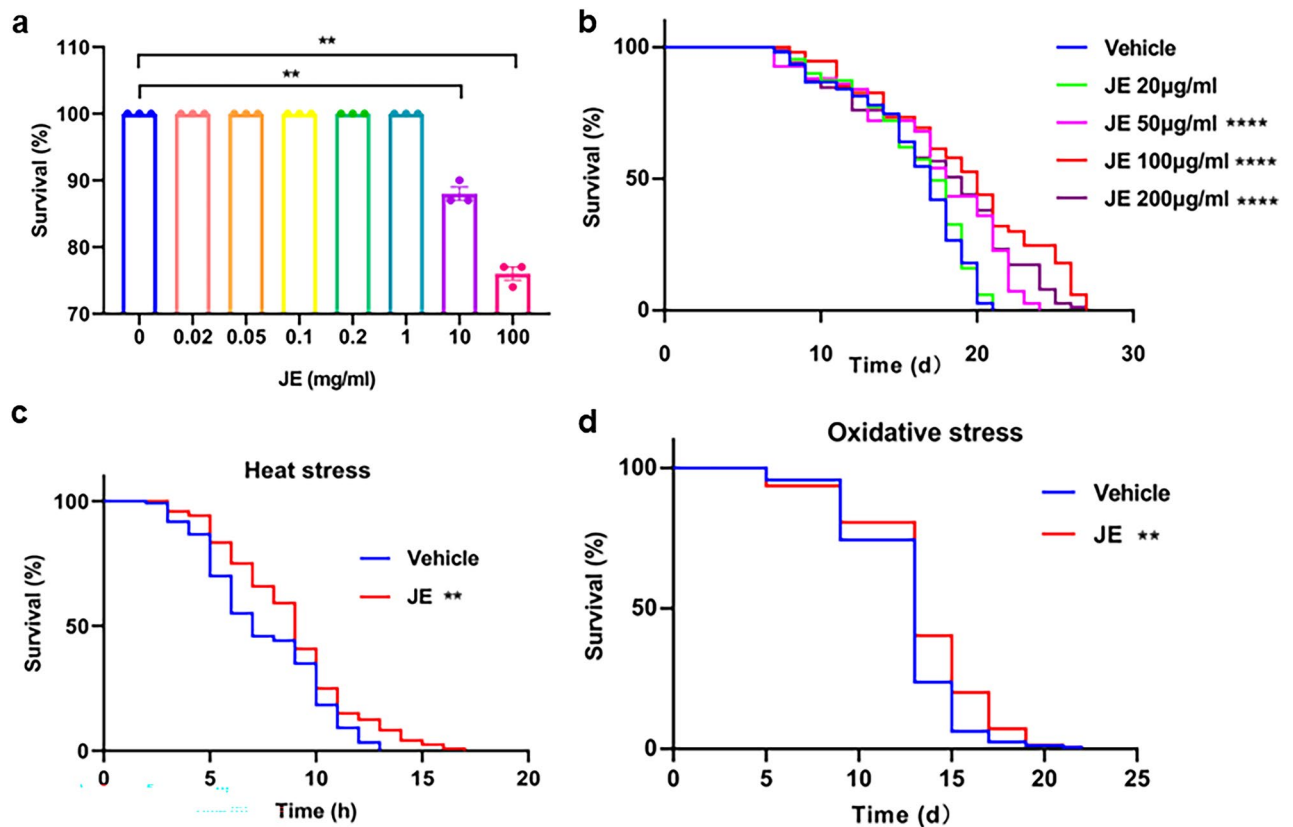 a
110
100
90
80
70
Survival (%)
★★
★★
0 0.02 0.05 0.1 0.2 1 10 100
JE (mg/ml)
b
100
50
0
Survival (%)
0 10 20 30
Time (d）
Vehicle
JE 20μg/ml
JE 50μg/ml ★★★★
JE 100μg/ml ★★★★
JE 200μg/ml ★★★★
c
Heat stress
100
50
0
Survival (%)
0 5 10 15 20
Time (h)
Vehicle
JE ★★
d
Oxidative stress
100
50
0
Survival (%)
0 5 10 15 20 25
Time (d)
Vehicle
JE ★★